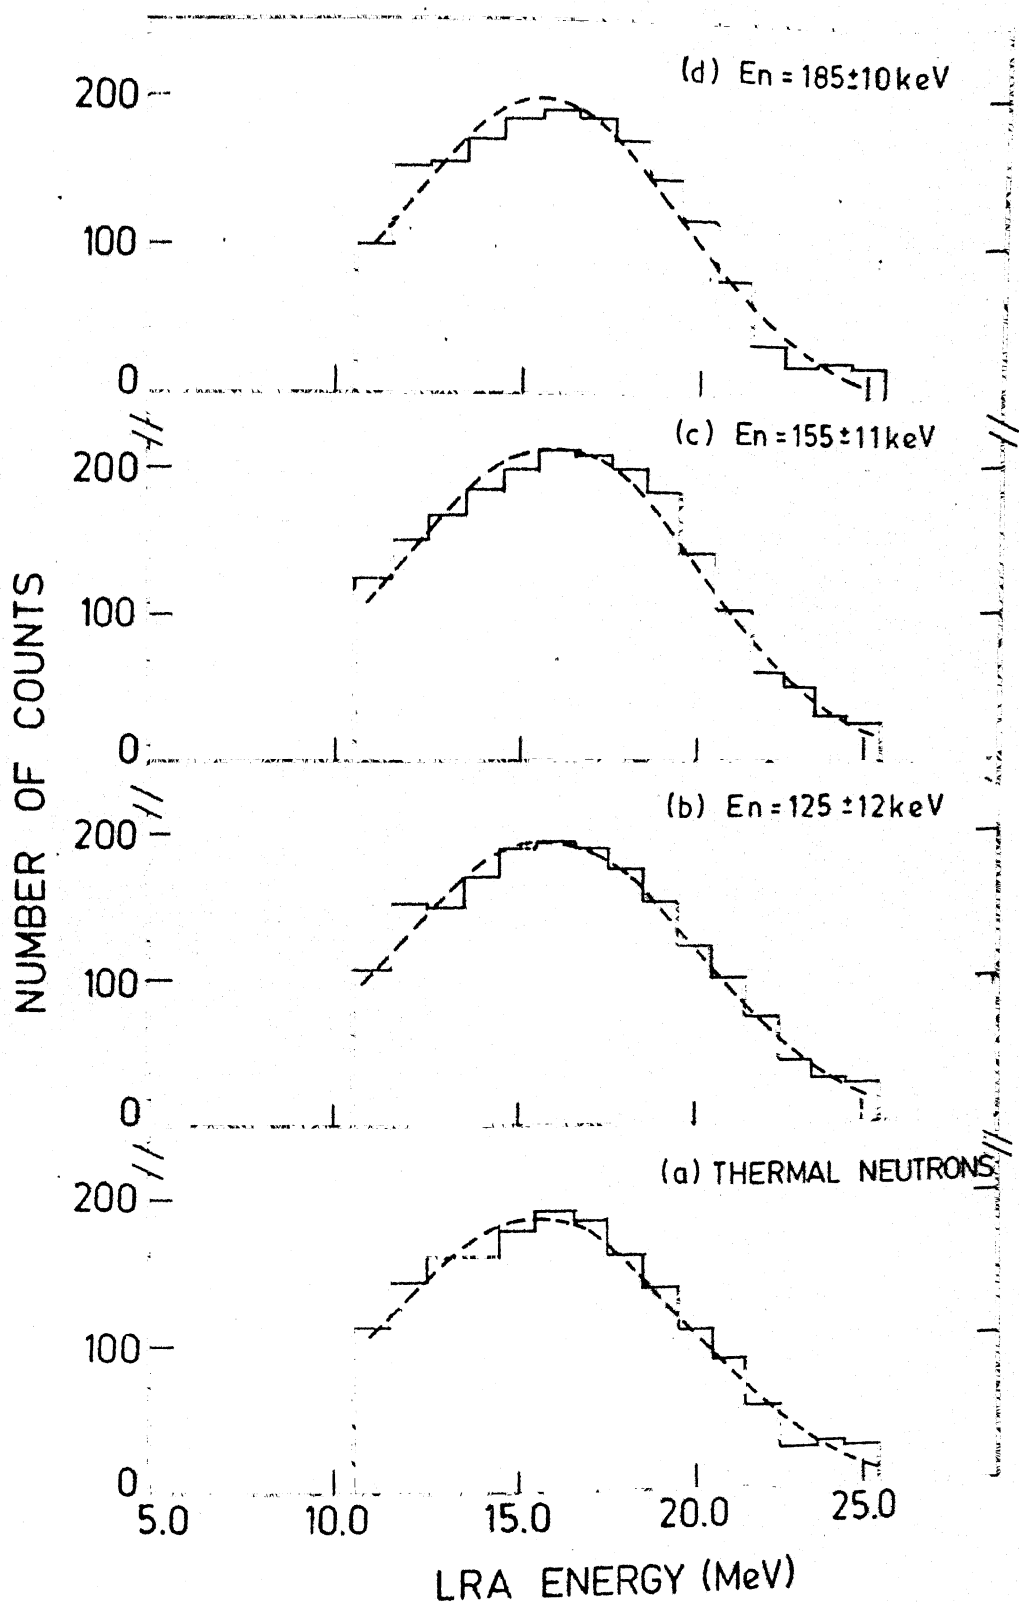 (d) En = 185±10keV
200
100
0
(c) En = 155±11keV
200
100
0
(b) En = 125 ±12keV
200
100
0
(a) THERMAL NEUTRONS
200
100
0
5.0 10.0 15.0 20.0 25.0
NUMBER OF COUNTS
LRA ENERGY (MeV)